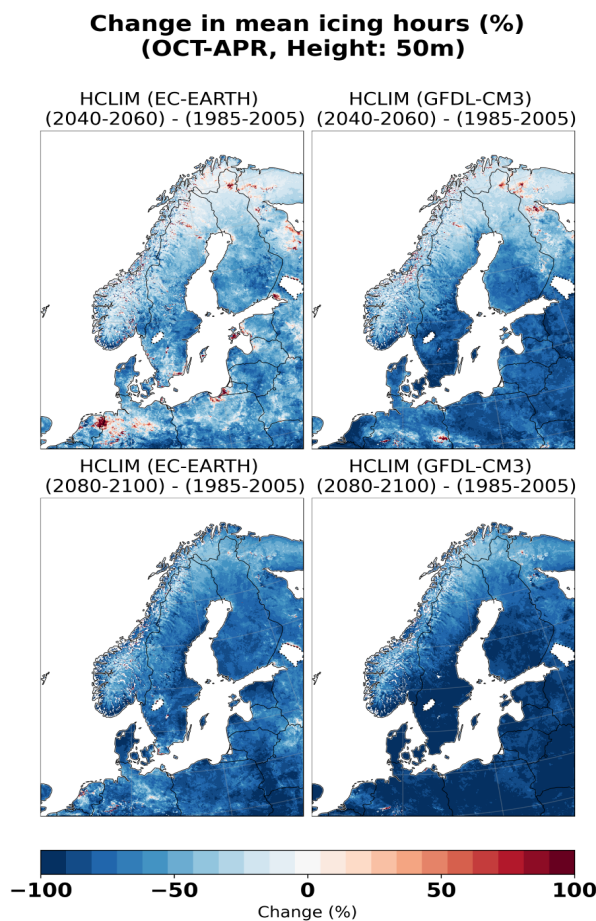 Change in mean icing hours (%)
(OCT-APR, Height: 50m)
HCLIM (EC-EARTH)
(2040-2060) - (1985-2005)
HCLIM (GFDL-CM3)
(2040-2060) - (1985-2005)
HCLIM (EC-EARTH)
(2080-2100) - (1985-2005)
HCLIM (GFDL-CM3)
(2080-2100) - (1985-2005)
−100 −50 0 50 100
Change (%)